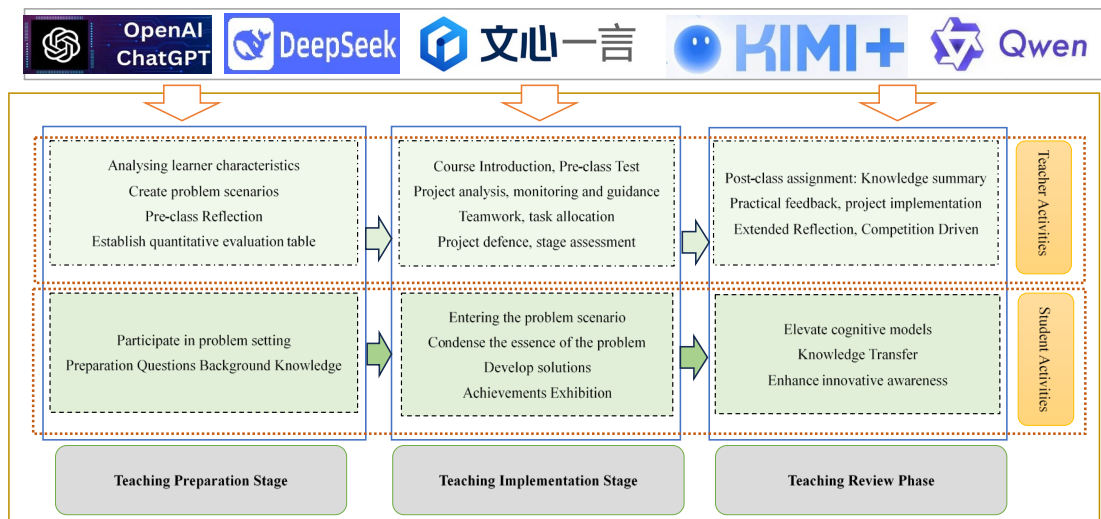 OpenAI
ChatGPT
DeepSeek
文心一言
KIMI+
Qwen
Analysing learner characteristics
Create problem scenarios
Pre-class Reflection
Establish quantitative evaluation table
Course Introduction, Pre-class Test
Project analysis, monitoring and guidance
Teamwork, task allocation
Project defence, stage assessment
Post-class assignment: Knowledge summary
Practical feedback, project implementation
Extended Reflection, Competition Driven
Teacher Activities
Participate in problem setting
Preparation Questions Background Knowledge
Entering the problem scenario
Condense the essence of the problem
Develop solutions
Achievements Exhibition
Elevate cognitive models
Knowledge Transfer
Enhance innovative awareness
Student Activities
Teaching Preparation Stage
Teaching Implementation Stage
Teaching Review Phase